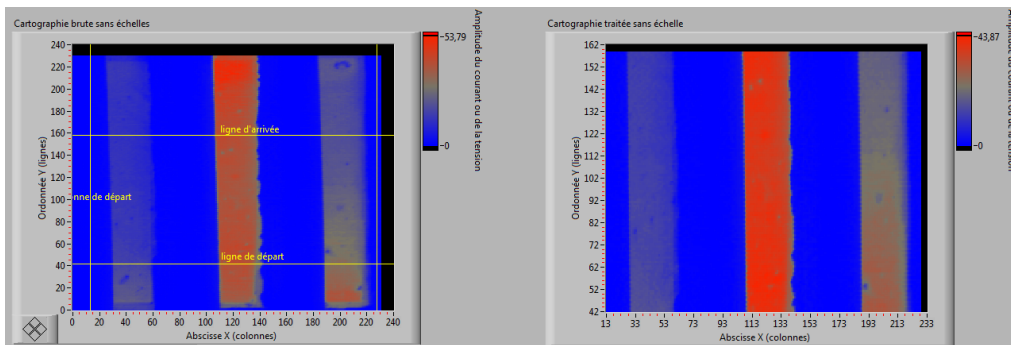 Cartographie brute sans échelles
Ordonnée Y (lignes)
240
220
200
180
160
140
120
100
80
60
40
20
0
ligne d'arrivée
nne de départ
ligne de départ
0 20 40 60 80 100 120 140 160 180 200 220 240
Abscisse X (colonnes)
53,79
0
Amplitude du courant ou de la tension
Cartographie traitée sans échelle
Ordonnée Y (lignes)
162
152
142
132
122
112
102
92
82
72
62
52
42
13 33 53 73 93 113 133 153 173 193 213 233
Abscisse X (colonnes)
43,87
0